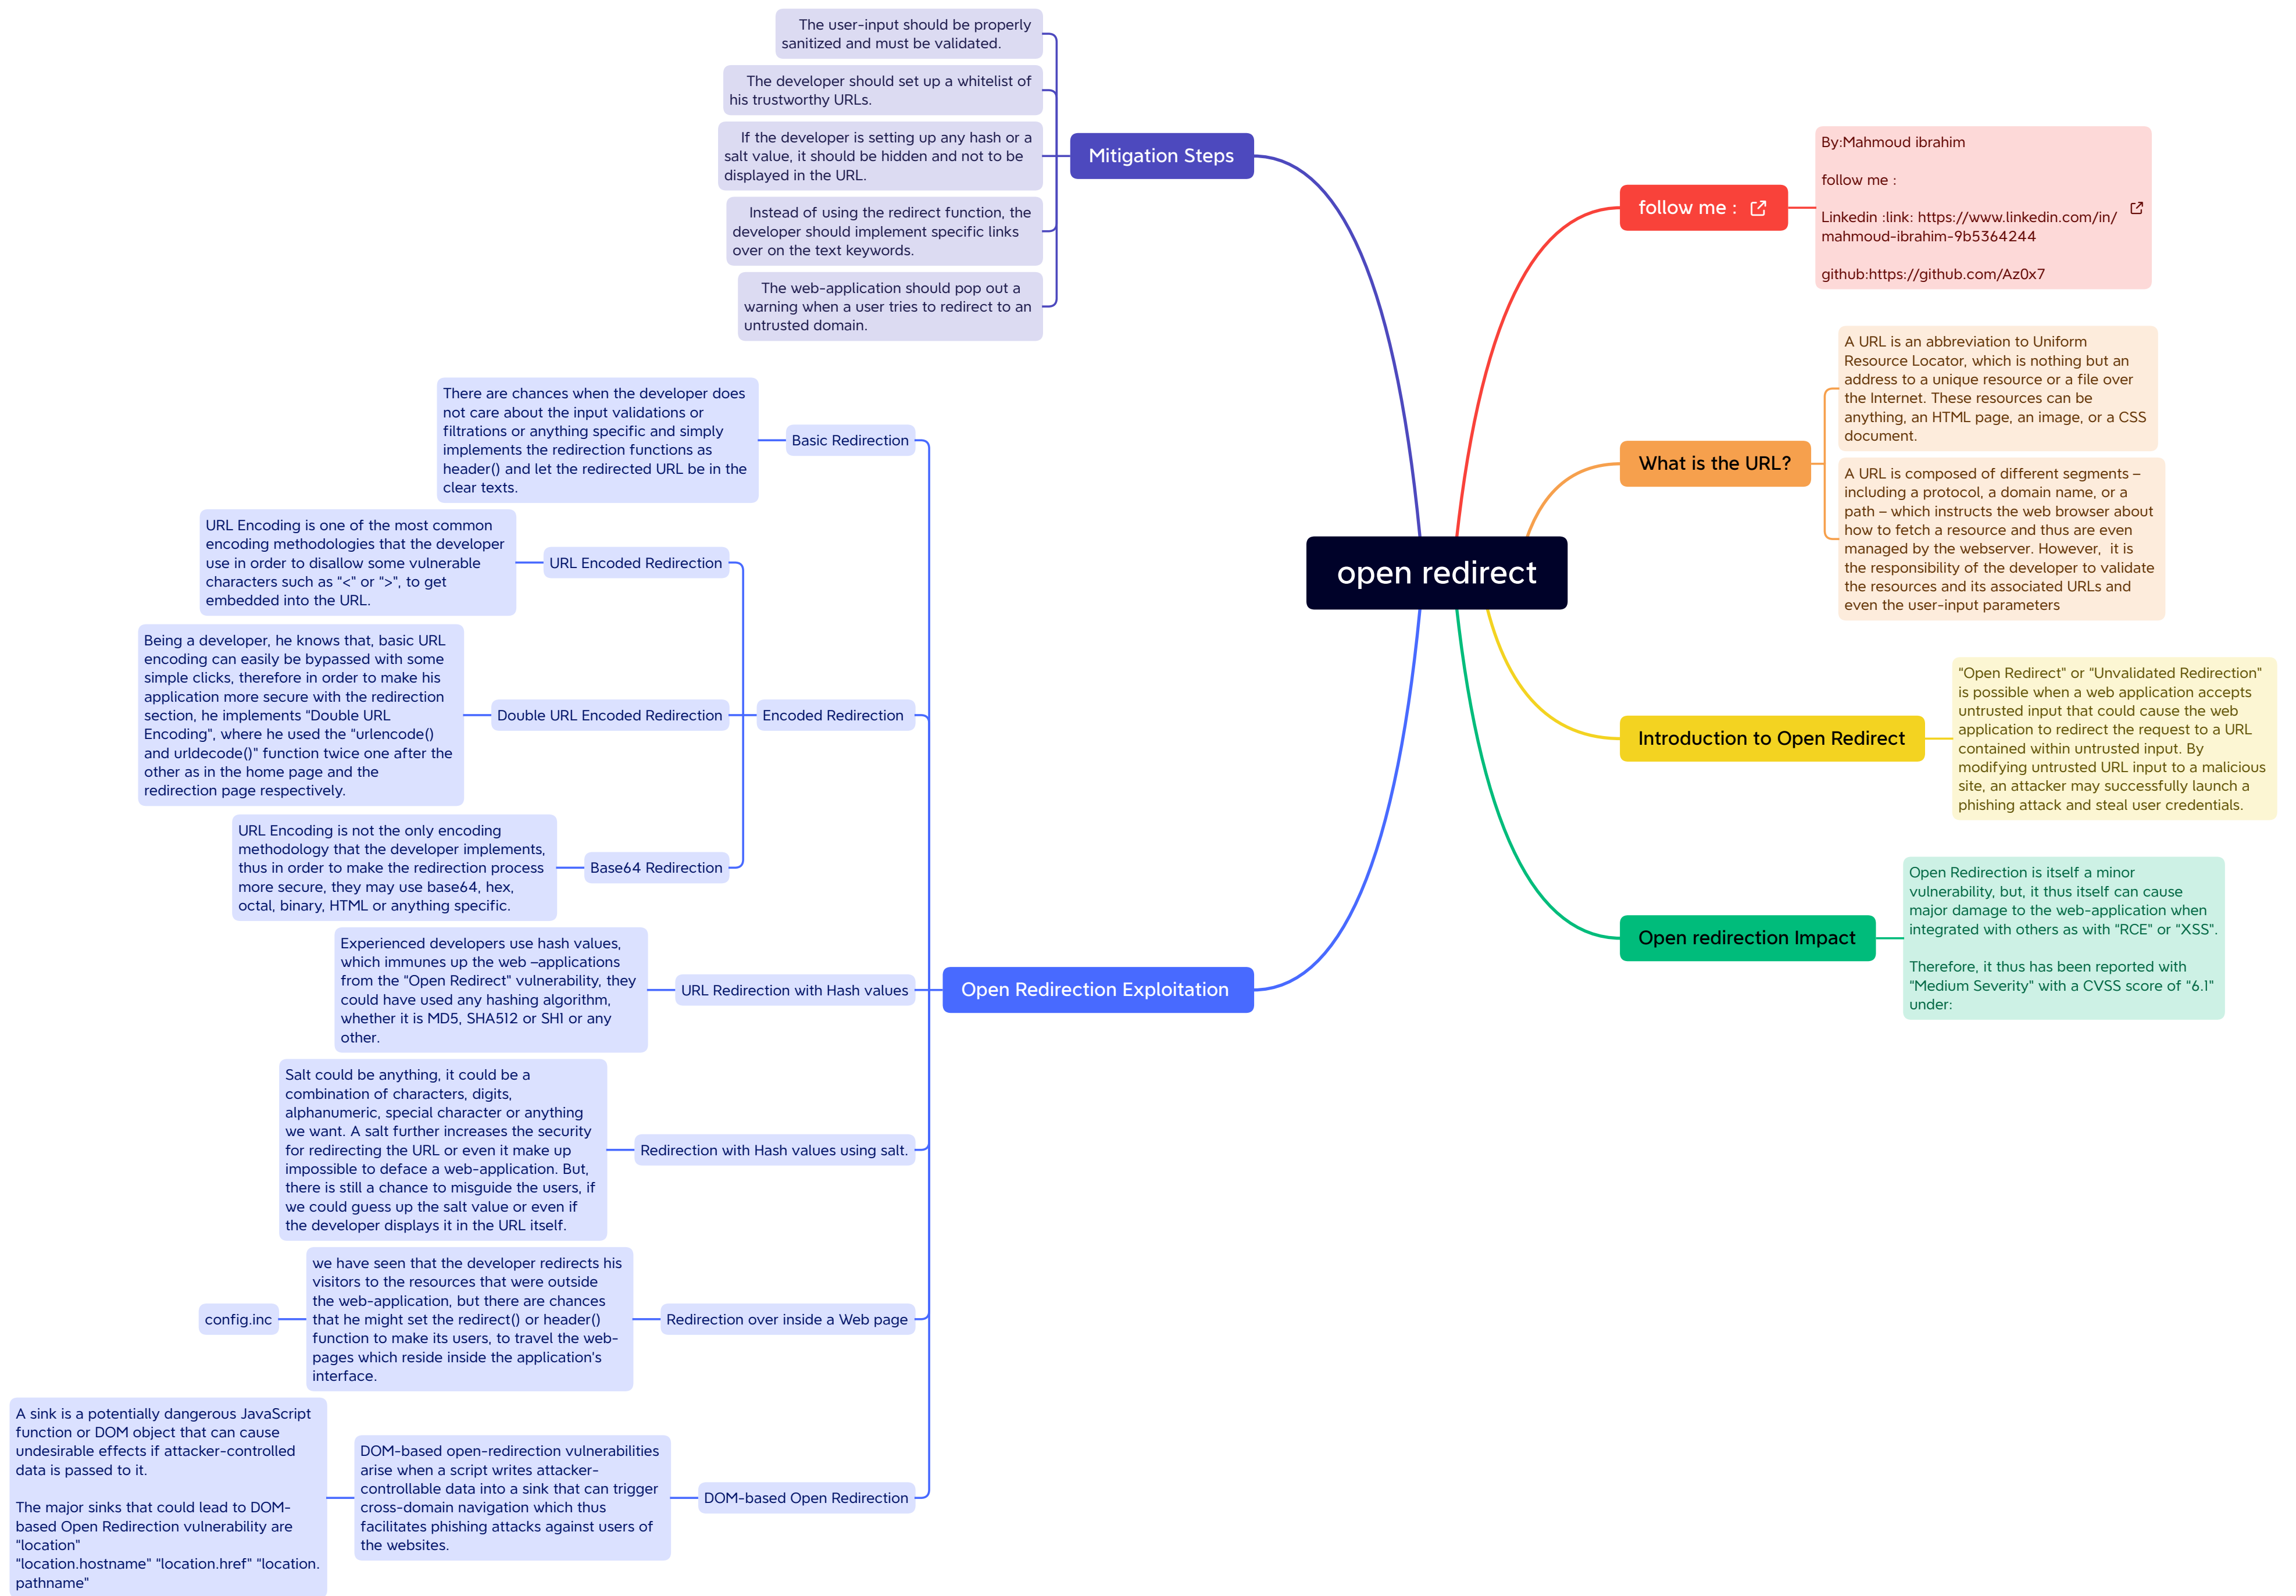 open redirect
follow me :
By:Mahmoud ibrahim
follow me :
Linkedin :link: https://www.linkedin.com/in/
mahmoud-ibrahim-9b5364244
github:https://github.com/Az0x7
What is the URL?
A URL is an abbreviation to Uniform
Resource Locator, which is nothing but an
address to a unique resource or a file over
the Internet. These resources can be
anything, an HTML page, an image, or a CSS
document.
A URL is composed of different segments –
including a protocol, a domain name, or a
path – which instructs the web browser about
how to fetch a resource and thus are even
managed by the webserver. However,  it is
the responsibility of the developer to validate
the resources and its associated URLs and
even the user-input parameters
Introduction to Open Redirect
“Open Redirect” or “Unvalidated Redirection”
is possible when a web application accepts
untrusted input that could cause the web
application to redirect the request to a URL
contained within untrusted input. By
modifying untrusted URL input to a malicious
site, an attacker may successfully launch a
phishing attack and steal user credentials.
Open redirection Impact
Open Redirection is itself a minor
vulnerability, but, it thus itself can cause
major damage to the web-application when
integrated with others as with “RCE” or “XSS”.
Therefore, it thus has been reported with
“Medium Severity” with a CVSS score of “6.1”
under:
Mitigation Steps
The user-input should be properly
sanitized and must be validated.
The developer should set up a whitelist of
his trustworthy URLs.
If the developer is setting up any hash or a
salt value, it should be hidden and not to be
displayed in the URL.
Instead of using the redirect function, the
developer should implement specific links
over on the text keywords.
The web-application should pop out a
warning when a user tries to redirect to an
untrusted domain.
Open Redirection Exploitation
Basic Redirection
There are chances when the developer does
not care about the input validations or
filtrations or anything specific and simply
implements the redirection functions as
header() and let the redirected URL be in the
clear texts.
Encoded Redirection
URL Encoded Redirection
URL Encoding is one of the most common
encoding methodologies that the developer
use in order to disallow some vulnerable
characters such as “<” or “>”, to get
embedded into the URL.
Double URL Encoded Redirection
Being a developer, he knows that, basic URL
encoding can easily be bypassed with some
simple clicks, therefore in order to make his
application more secure with the redirection
section, he implements “Double URL
Encoding”, where he used the “urlencode()
and urldecode()” function twice one after the
other as in the home page and the
redirection page respectively.
Base64 Redirection
URL Encoding is not the only encoding
methodology that the developer implements,
thus in order to make the redirection process
more secure, they may use base64, hex,
octal, binary, HTML or anything specific.
URL Redirection with Hash values
Experienced developers use hash values,
which immunes up the web –applications
from the “Open Redirect” vulnerability, they
could have used any hashing algorithm,
whether it is MD5, SHA512 or SH1 or any
other.
Redirection with Hash values using salt.
Salt could be anything, it could be a
combination of characters, digits,
alphanumeric, special character or anything
we want. A salt further increases the security
for redirecting the URL or even it make up
impossible to deface a web-application. But,
there is still a chance to misguide the users, if
we could guess up the salt value or even if
the developer displays it in the URL itself.
Redirection over inside a Web page
we have seen that the developer redirects his
visitors to the resources that were outside
the web-application, but there are chances
that he might set the redirect() or header()
function to make its users, to travel the web-
pages which reside inside the application’s
interface.
config.inc
DOM-based Open Redirection
DOM-based open-redirection vulnerabilities
arise when a script writes attacker-
controllable data into a sink that can trigger
cross-domain navigation which thus
facilitates phishing attacks against users of
the websites.
A sink is a potentially dangerous JavaScript
function or DOM object that can cause
undesirable effects if attacker-controlled
data is passed to it.
The major sinks that could lead to DOM-
based Open Redirection vulnerability are
“location”
“location.hostname” “location.href” “location.
pathname”